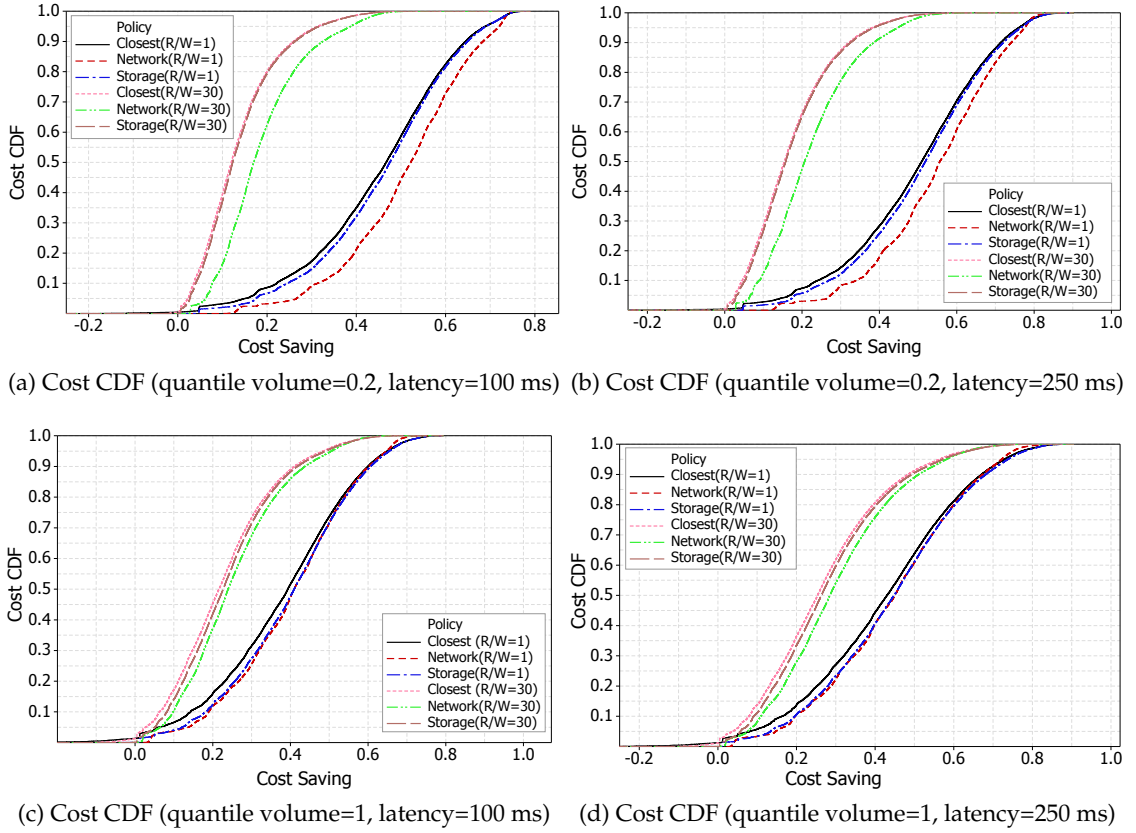 1.0
0.9
0.8
0.7
0.6
0.5
0.4
0.3
0.2
0.1
Cost CDF
Policy
Closest(R/W=1)
Network(R/W=1)
Storage(R/W=1)
Closest(R/W=30)
Network(R/W=30)
Storage(R/W=30)
-0.2 0.0 0.2 0.4 0.6 0.8
Cost Saving
(a) Cost CDF (quantile volume=0.2, latency=100 ms)
1.0
0.9
0.8
0.7
0.6
0.5
0.4
0.3
0.2
0.1
Cost CDF
Policy
Closest(R/W=1)
Network(R/W=1)
Storage(R/W=1)
Closest(R/W=30)
Network(R/W=30)
Storage(R/W=30)
-0.2 0.0 0.2 0.4 0.6 0.8 1.0
Cost Saving
(b) Cost CDF (quantile volume=0.2, latency=250 ms)
1.0
0.9
0.8
0.7
0.6
0.5
0.4
0.3
0.2
0.1
Cost CDF
Policy
Closest (R/W=1)
Network(R/W=1)
Storage(R/W=1)
Closest (R/W=30)
Network(R/W=30)
Storage(R/W=30)
0.0 0.2 0.4 0.6 0.8 1.0
Cost Saving
(c) Cost CDF (quantile volume=1, latency=100 ms)
1.0
0.9
0.8
0.7
0.6
0.5
0.4
0.3
0.2
0.1
Cost CDF
Policy
Closest(R/W=1)
Network(R/W=1)
Storage(R/W=1)
Closest(R/W=30)
Network(R/W=30)
Storage(R/W=30)
-0.2 0.0 0.2 0.4 0.6 0.8 1.0
Cost Saving
(d) Cost CDF (quantile volume=1, latency=250 ms)